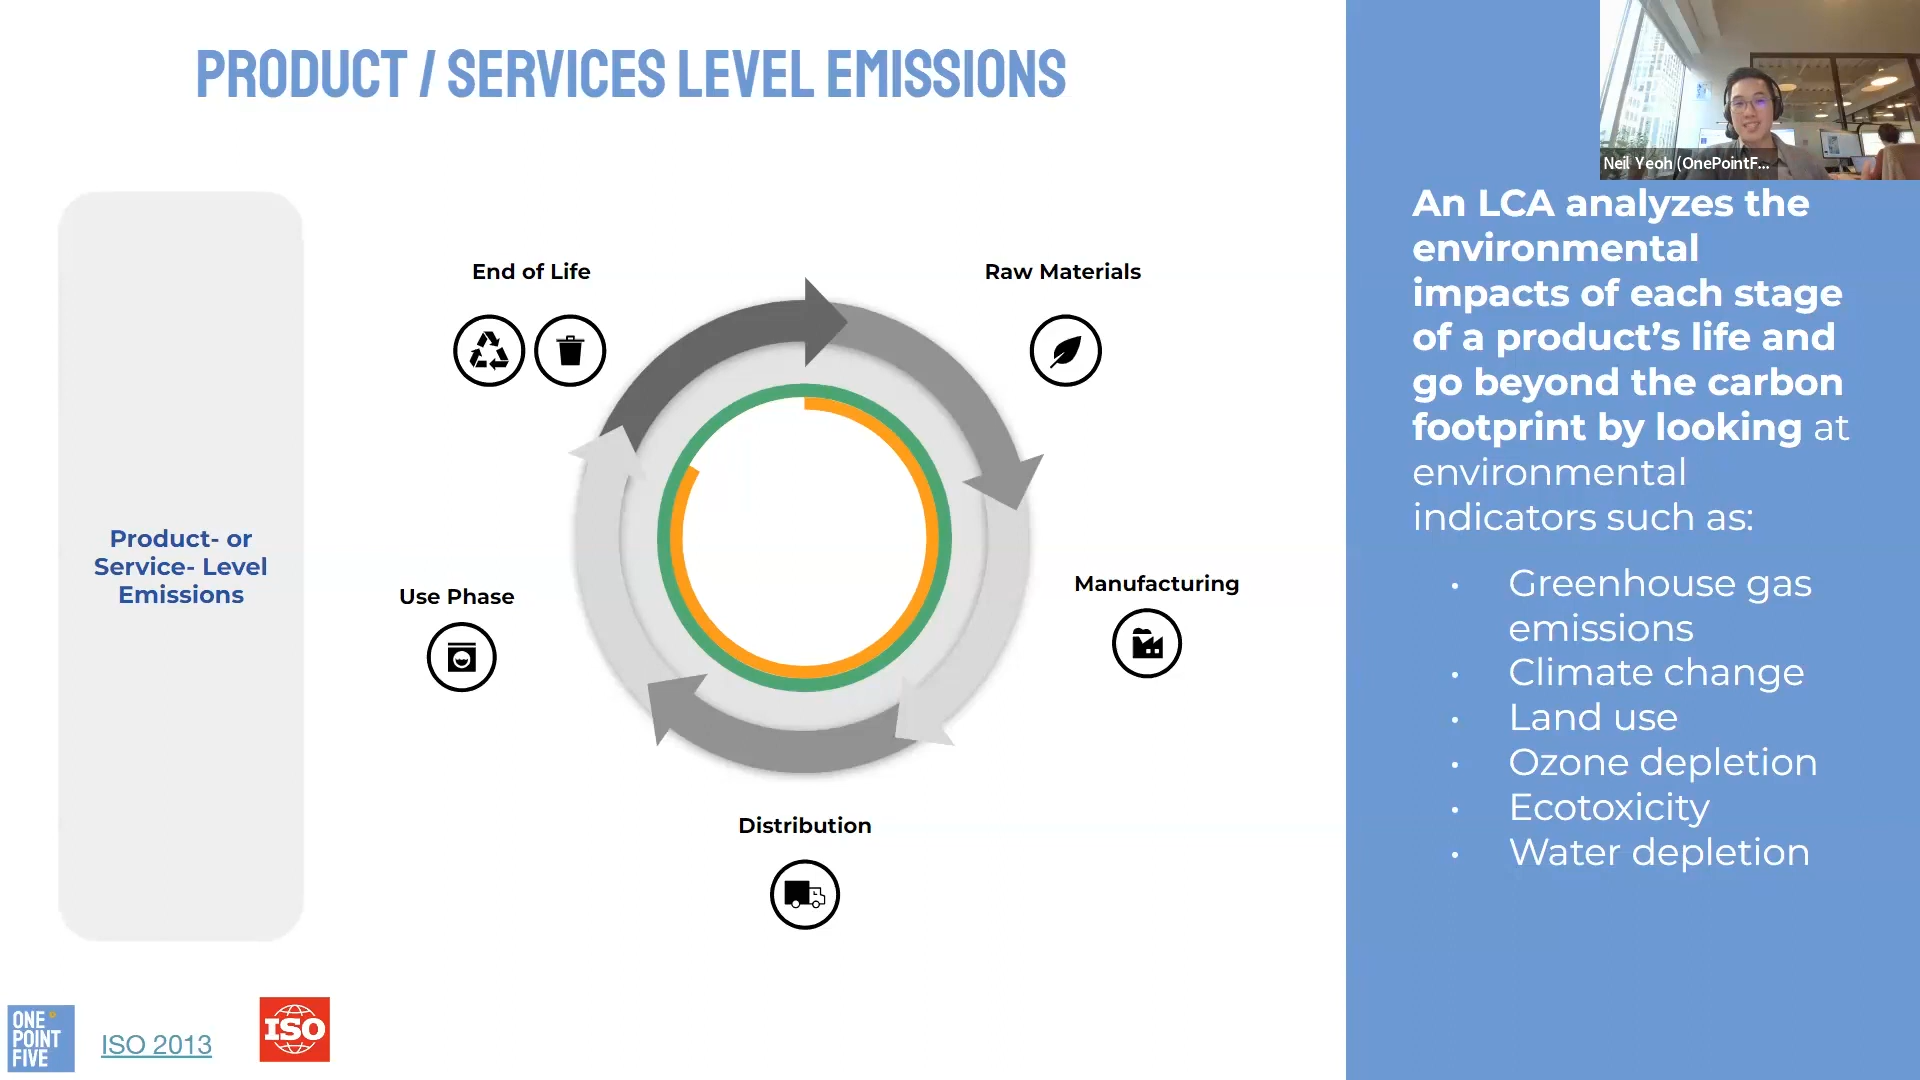 PRODUCT / SERVICES LEVEL EMISSIONS
Neil Yeoh (OnePointF...
Product- or
Service- Level
Emissions
End of Life
Raw Materials
Use Phase
Manufacturing
Distribution
An LCA analyzes the
environmental
impacts of each stage
of a product’s life and
go beyond the carbon
footprint by looking at
environmental
indicators such as:
• Greenhouse gas
emissions
• Climate change
• Land use
• Ozone depletion
• Ecotoxicity
• Water depletion
ONE
POINT
FIVE
ISO 2013
ISO